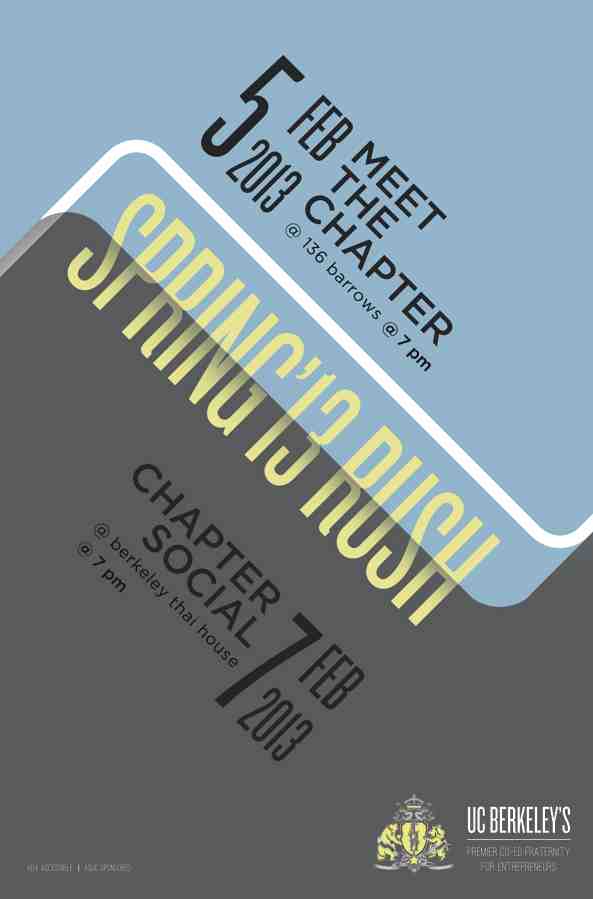 5 FEB
2013
MEET
THE
CHAPTER
@ 136 barrows @ 7 pm
SPRING'13 RUSH
CHAPTER
SOCIAL
@ berkeley thai house
@ 7 pm
7 FEB
2013
UC BERKELEY'S
PREMIER CO-ED FRATERNITY
FOR ENTREPRENEURS
ADA ACCESSIBLE | ASUC SPONSORED